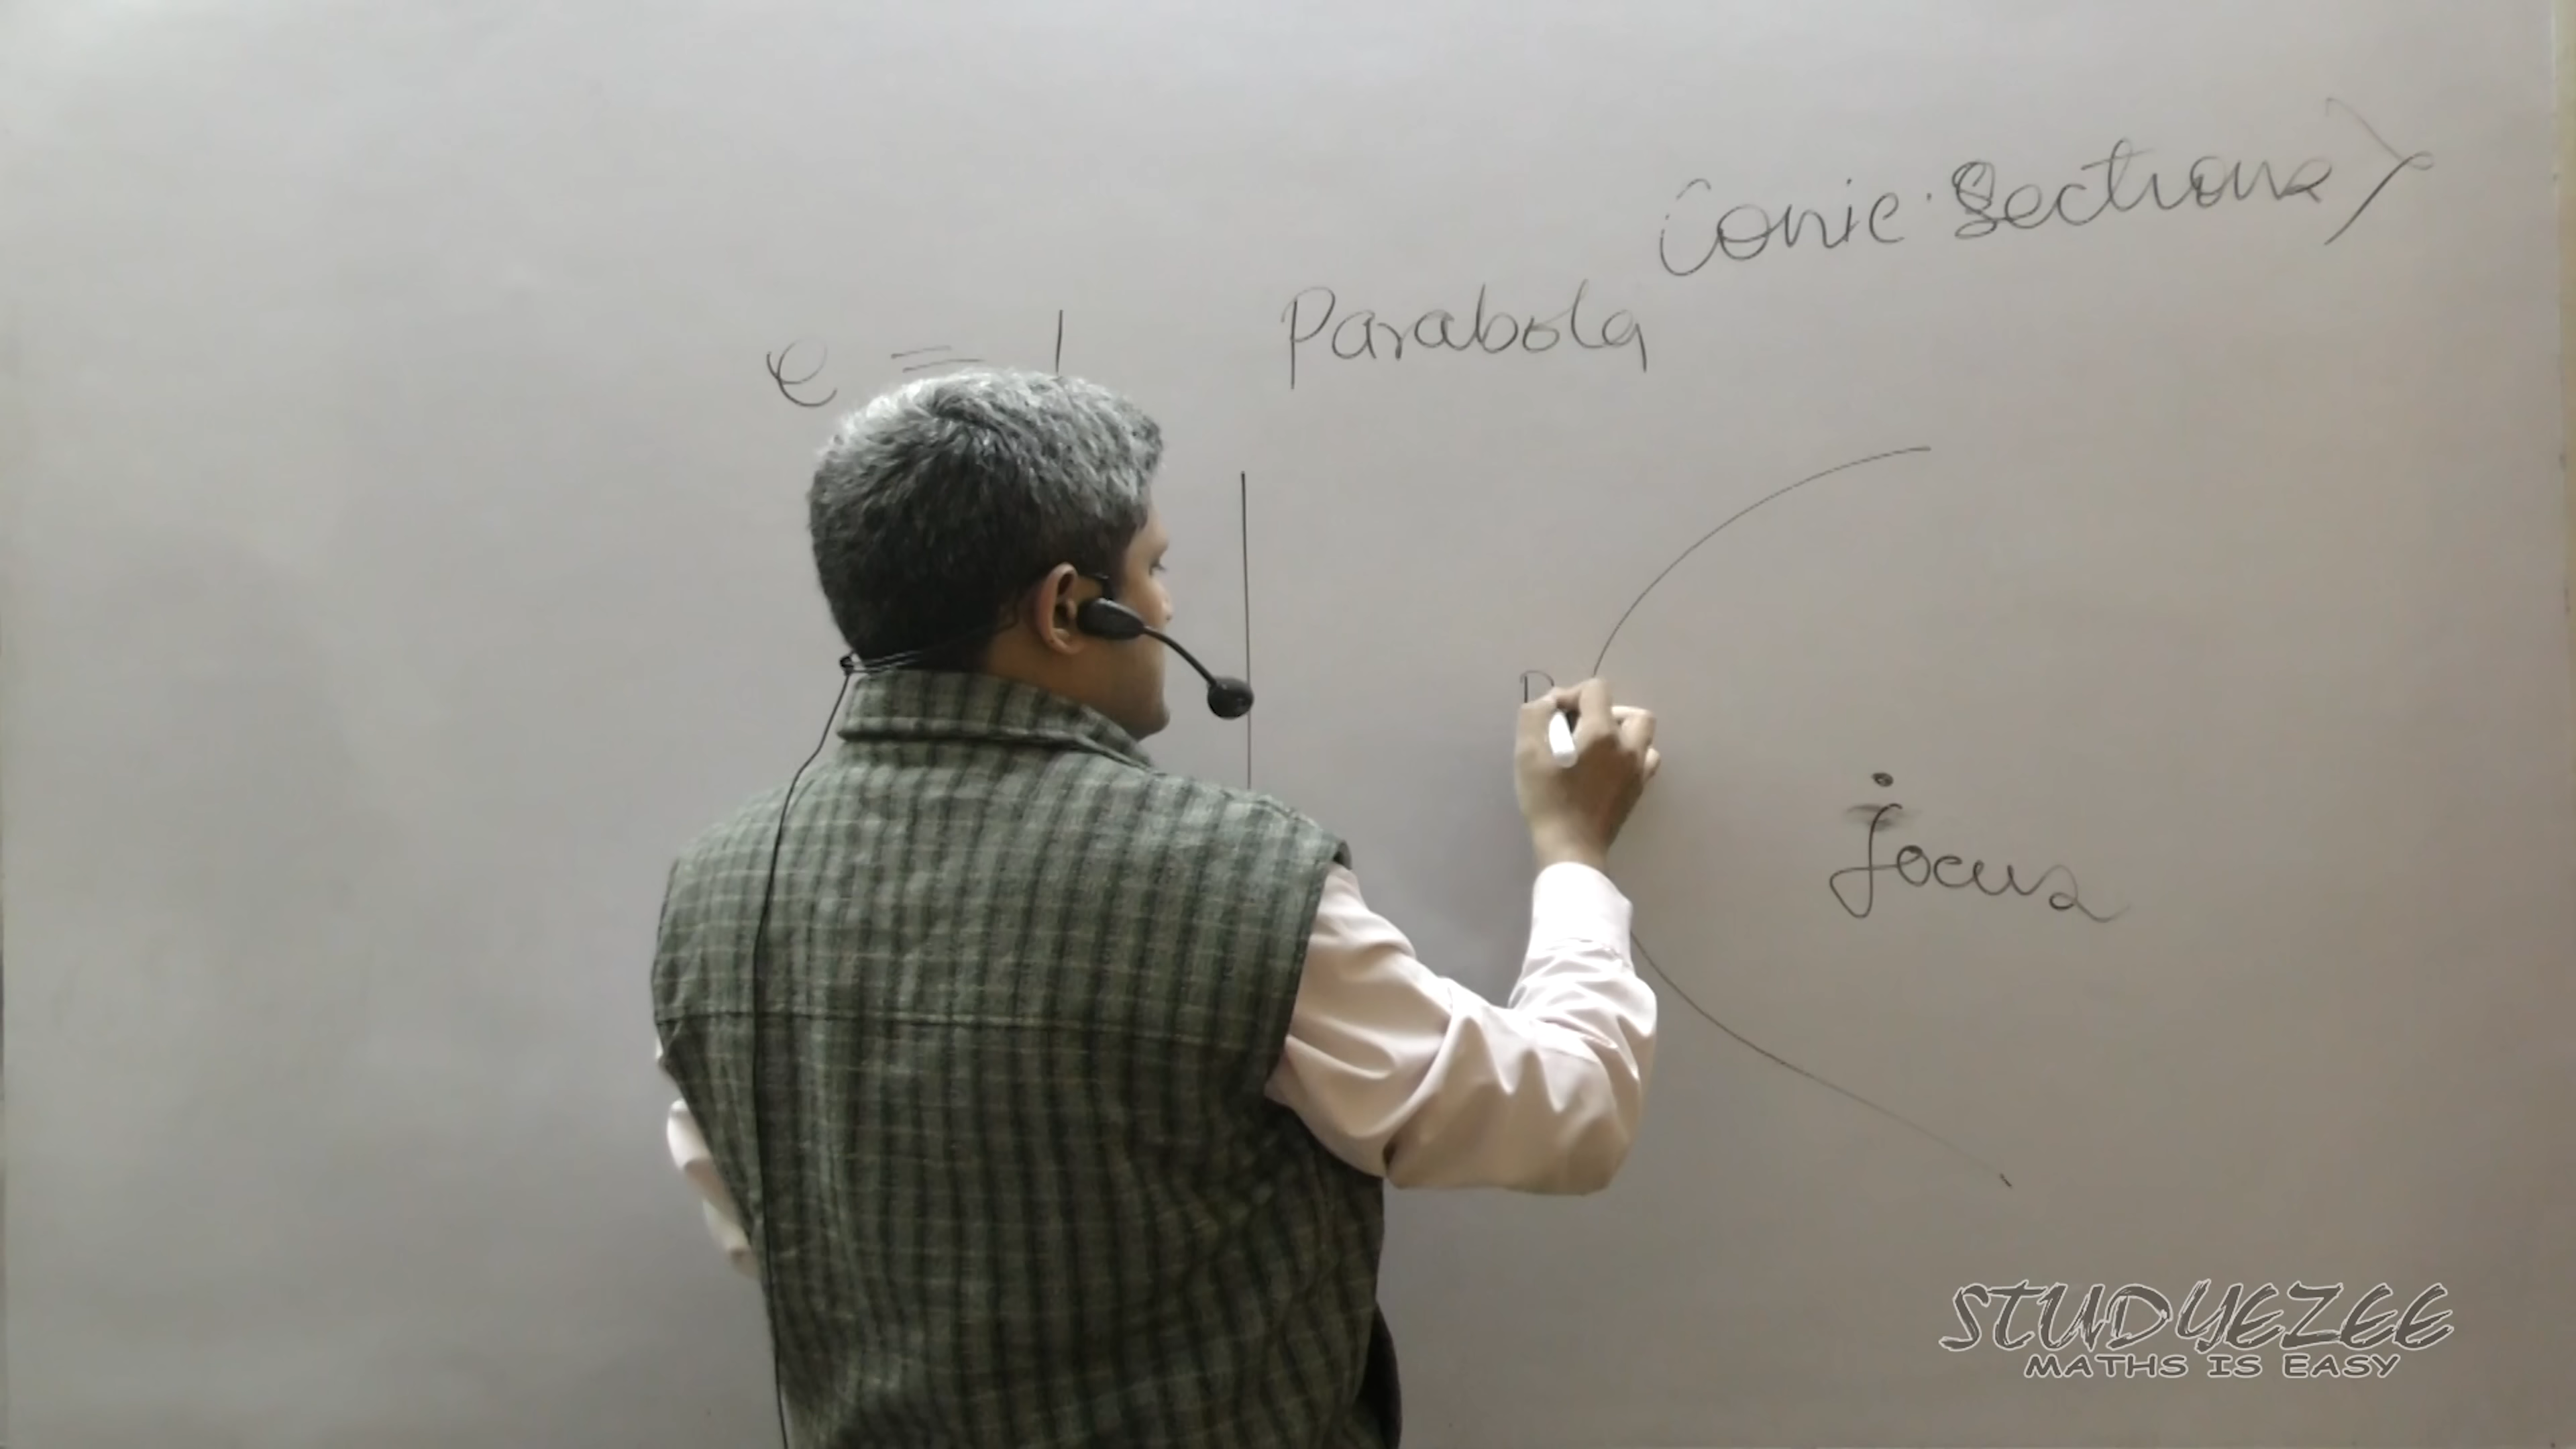 Conic Sections
e = 1 Parabola
P
focus
STUDYEZEE
MATHS IS EASY